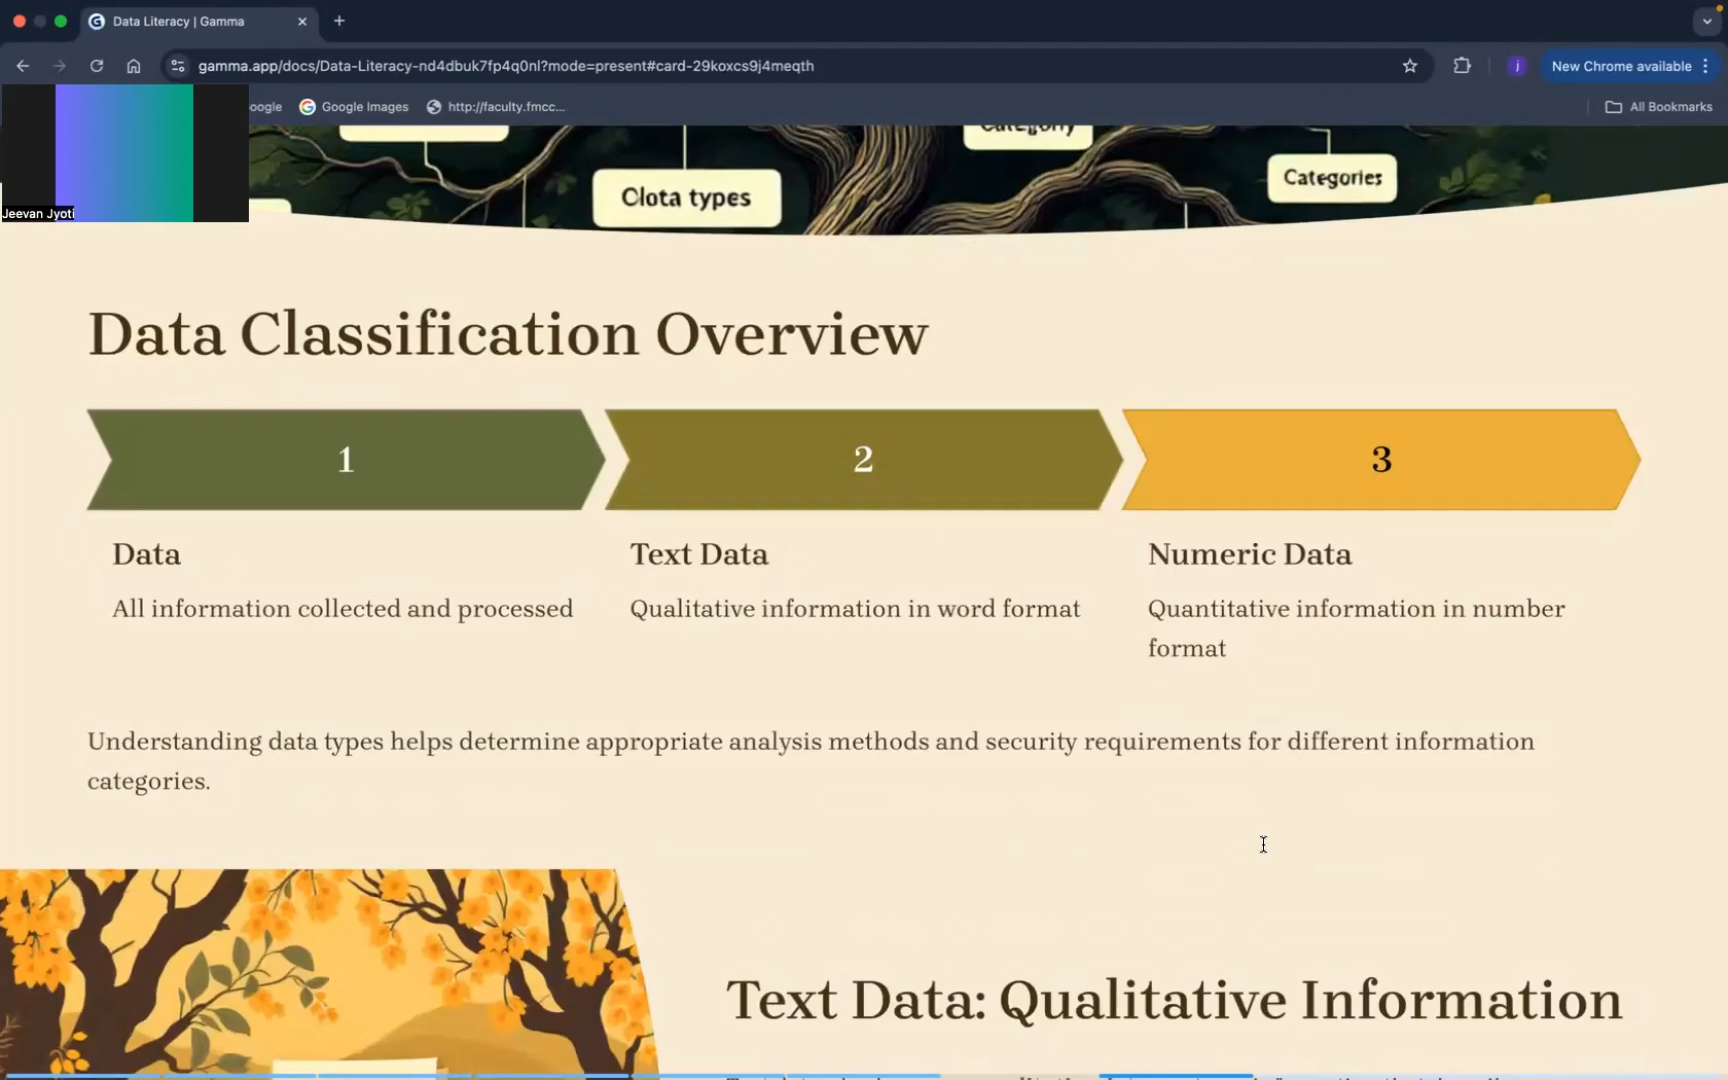 Data Literacy | Gamma
gamma.app/docs/Data-Literacy-nd4dbuk7fp4q0nl?mode=present#card-29koxcs9j4meqth
j
New Chrome available
oogle
Google Images
http://faculty.fmcc...
All Bookmarks
Jeevan Jyoti
Category
Clota types
Categories
Data Classification Overview
1
2
3
Data
Text Data
Numeric Data
All information collected and processed
Qualitative information in word format
Quantitative information in number
format
Understanding data types helps determine appropriate analysis methods and security requirements for different information
categories.
Text Data: Qualitative Information